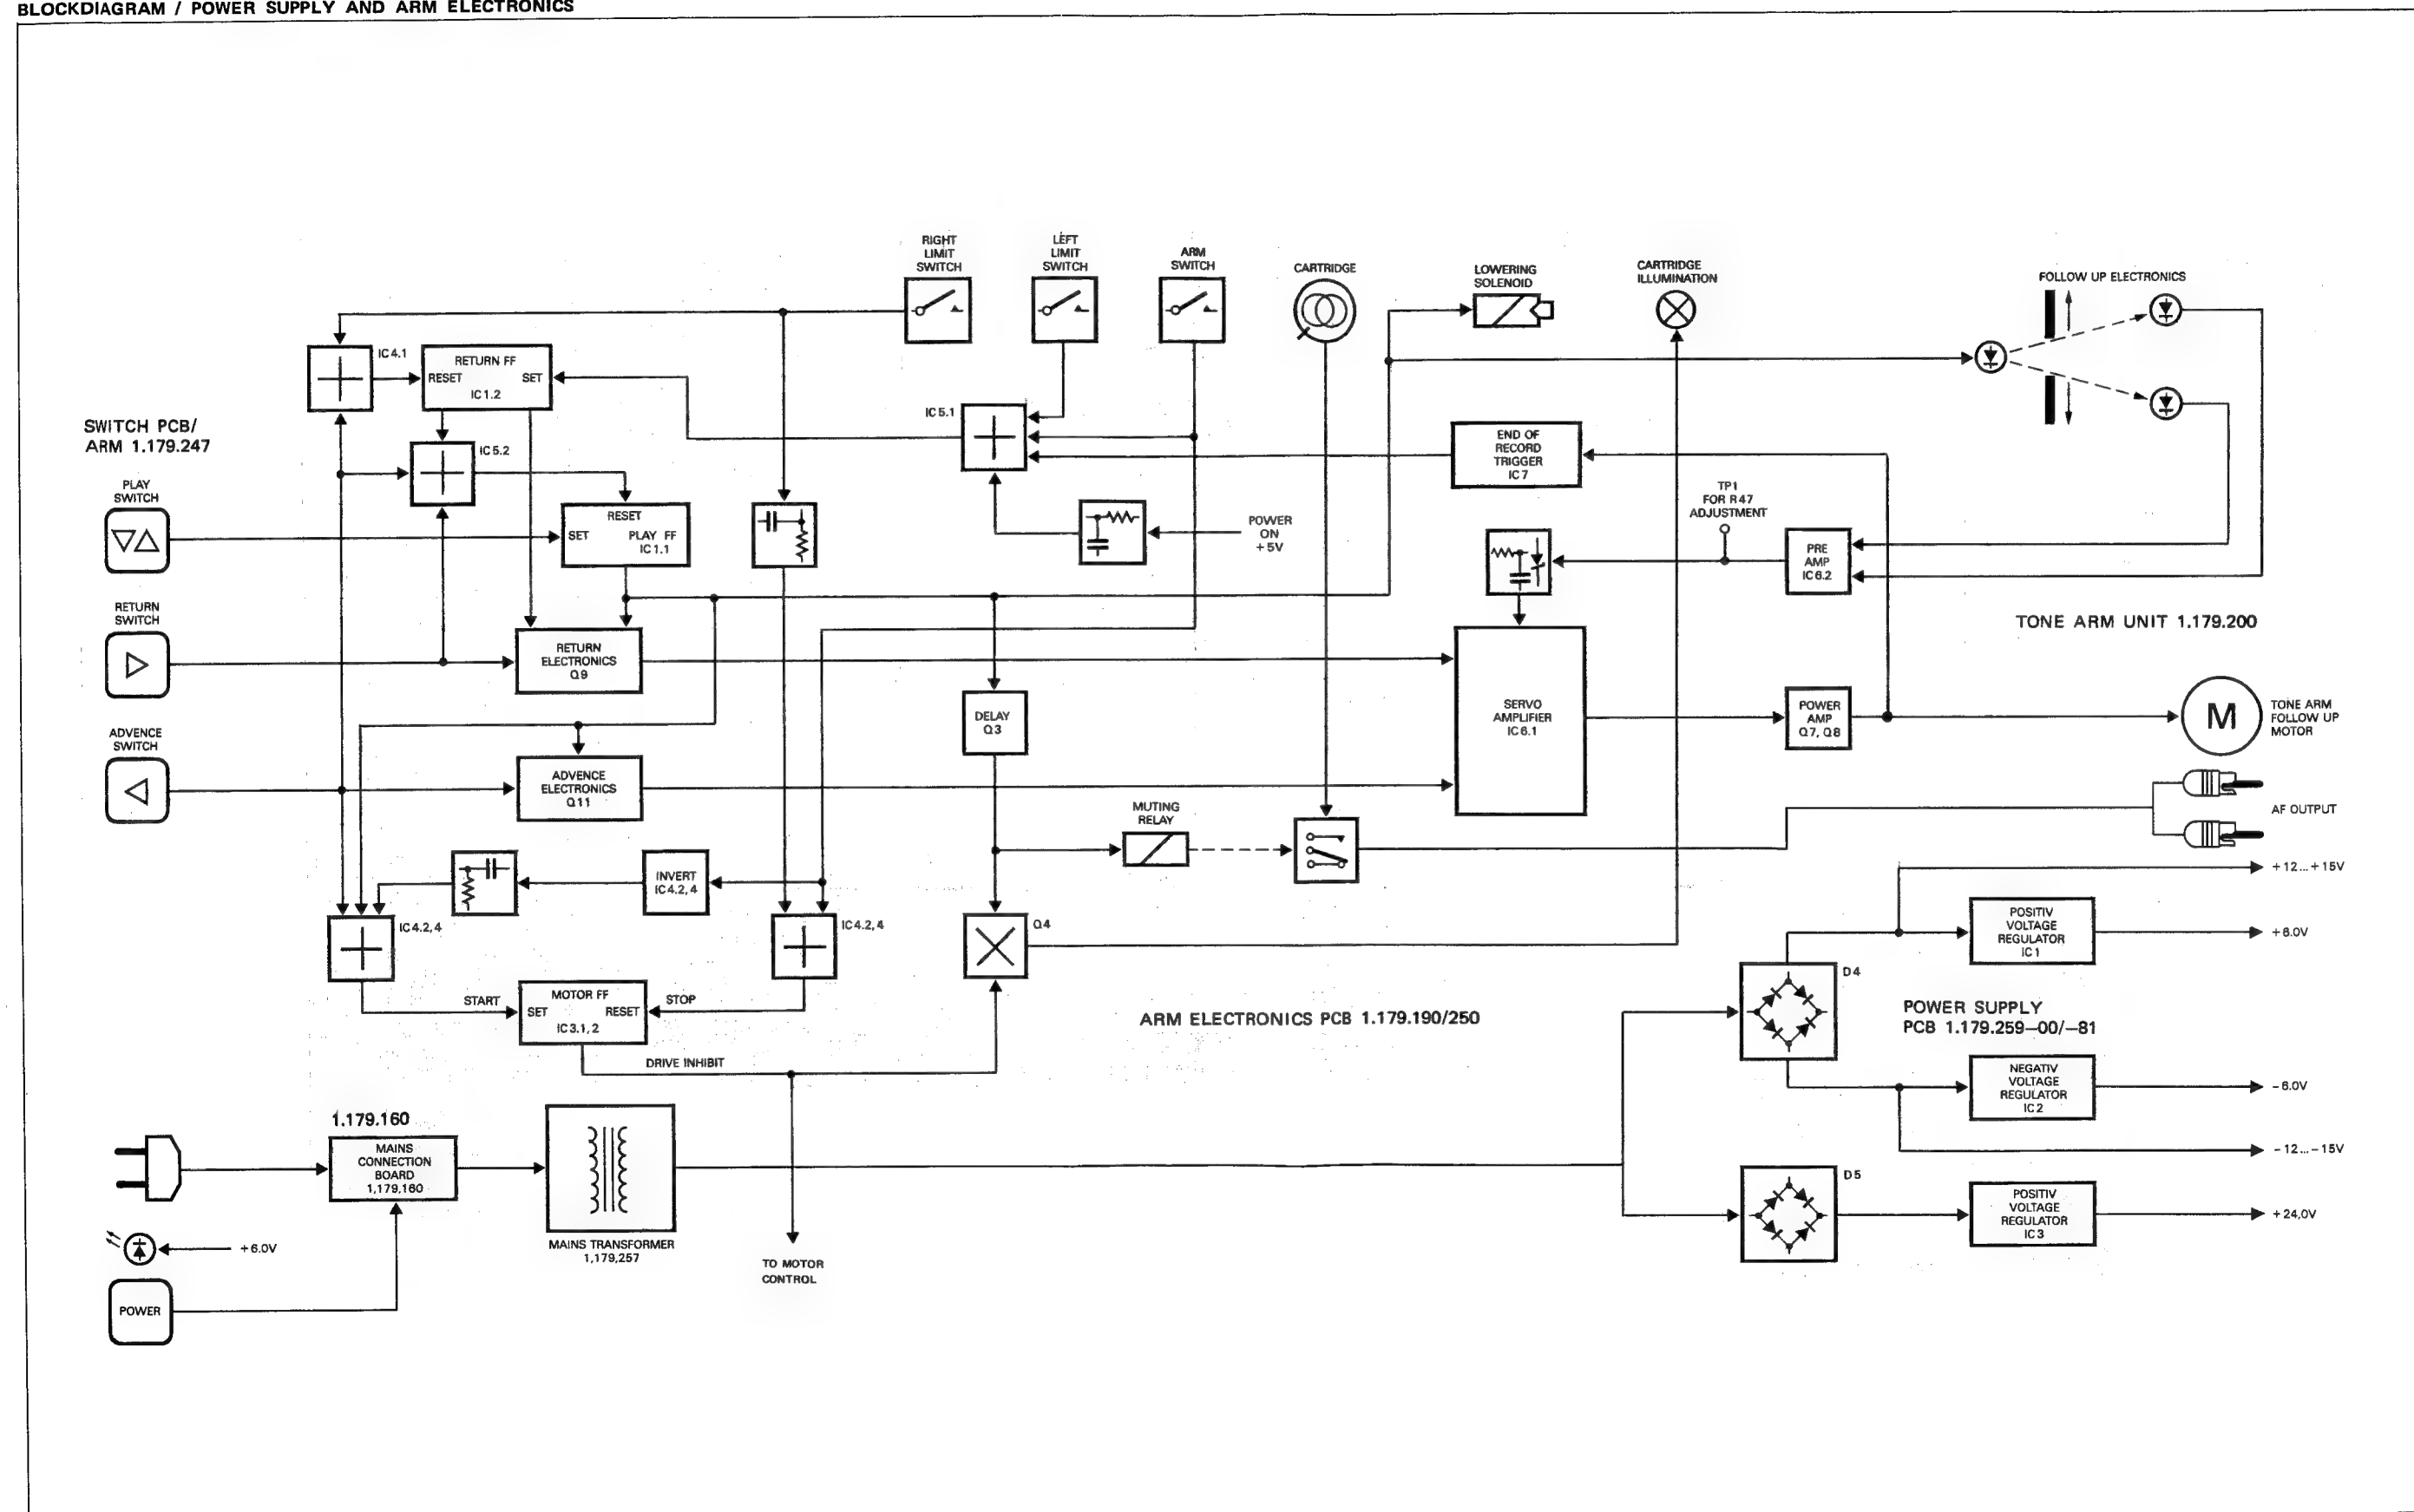 BLOCKDIAGRAM / POWER SUPPLY AND ARM ELECTRONICS
RIGHT
LIMIT
SWITCH
LEFT
LIMIT
SWITCH
ARM
SWITCH
CARTRIDGE
LOWERING
SOLENOID
CARTRIDGE
ILLUMINATION
FOLLOW UP ELECTRONICS
IC4.1
RETURN FF
RESET
SET
IC1.2
IC5.1
SWITCH PCB/
ARM 1.179.247
IC5.2
END OF
RECORD
TRIGGER
IC7
PLAY
SWITCH
RESET
SET
PLAY FF
IC1.1
POWER
ON
+5V
TP1
FOR R47
ADJUSTMENT
PRE
AMP
IC6.2
RETURN
SWITCH
TONE ARM UNIT 1.179.200
RETURN
ELECTRONICS
Q9
DELAY
Q3
SERVO
AMPLIFIER
IC6.1
POWER
AMP
Q7, Q8
M
TONE ARM
FOLLOW UP
MOTOR
ADVENCE
SWITCH
ADVENCE
ELECTRONICS
Q11
MUTING
RELAY
AF OUTPUT
INVERT
IC4.2,4
+12...+15V
IC4.2,4
IC4.2,4
Q4
POSITIV
VOLTAGE
REGULATOR
IC1
+6.0V
D4
START
MOTOR FF
SET
RESET
IC3.1,2
STOP
ARM ELECTRONICS PCB 1.179.190/250
POWER SUPPLY
PCB 1.179.259–00/–81
DRIVE INHIBIT
NEGATIV
VOLTAGE
REGULATOR
IC2
-6.0V
1.179.160
MAINS
CONNECTION
BOARD
1,179,160
-12...-15V
D5
POSITIV
VOLTAGE
REGULATOR
IC3
+24,0V
+6.0V
MAINS TRANSFORMER
1,179,257
TO MOTOR
CONTROL
POWER